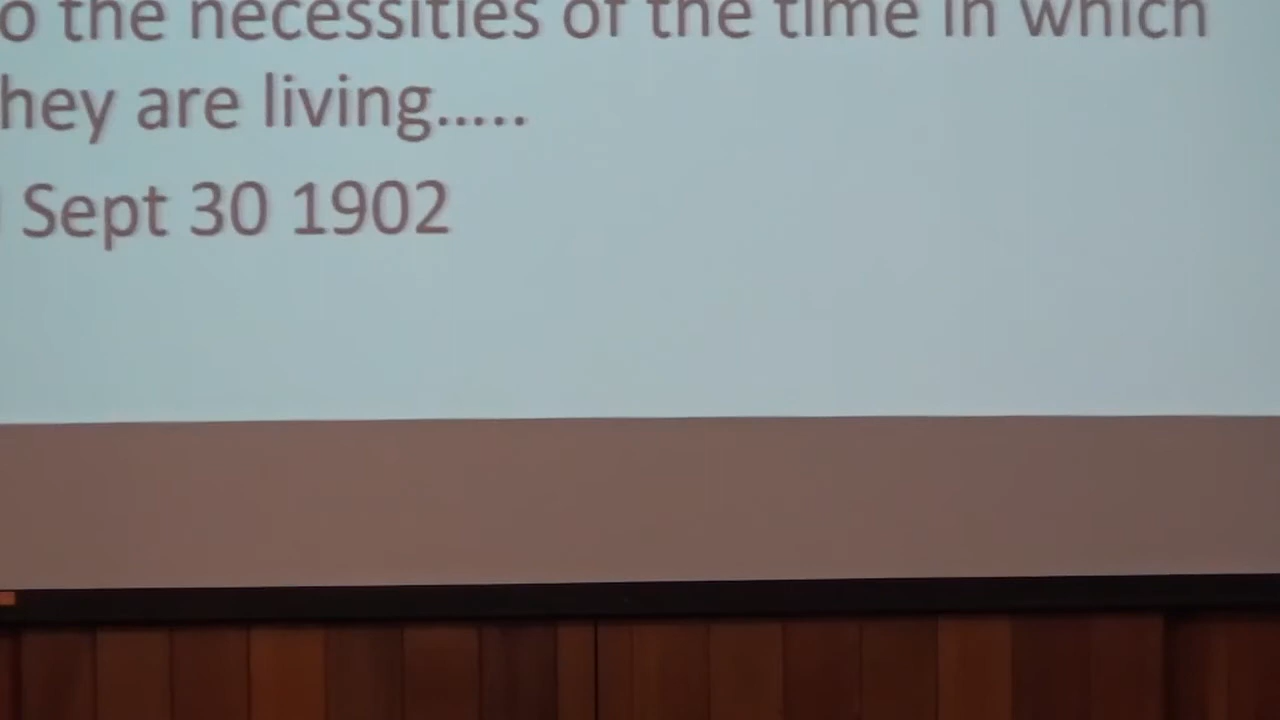 o the necessities of the time in which
hey are living.....
Sept 30 1902